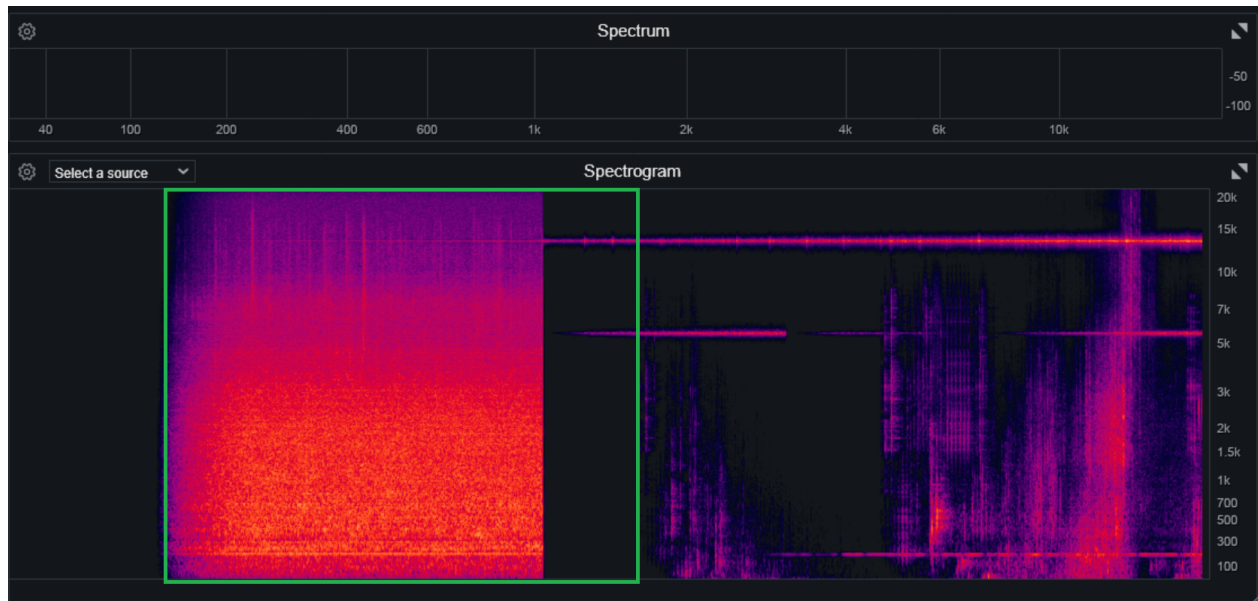 Spectrum
-50
-100
40 100 200 400 600 1k 2k 4k 6k 10k
Select a source Spectrogram
20k
15k
10k
7k
5k
3k
2k
1.5k
1k
700
500
300
100